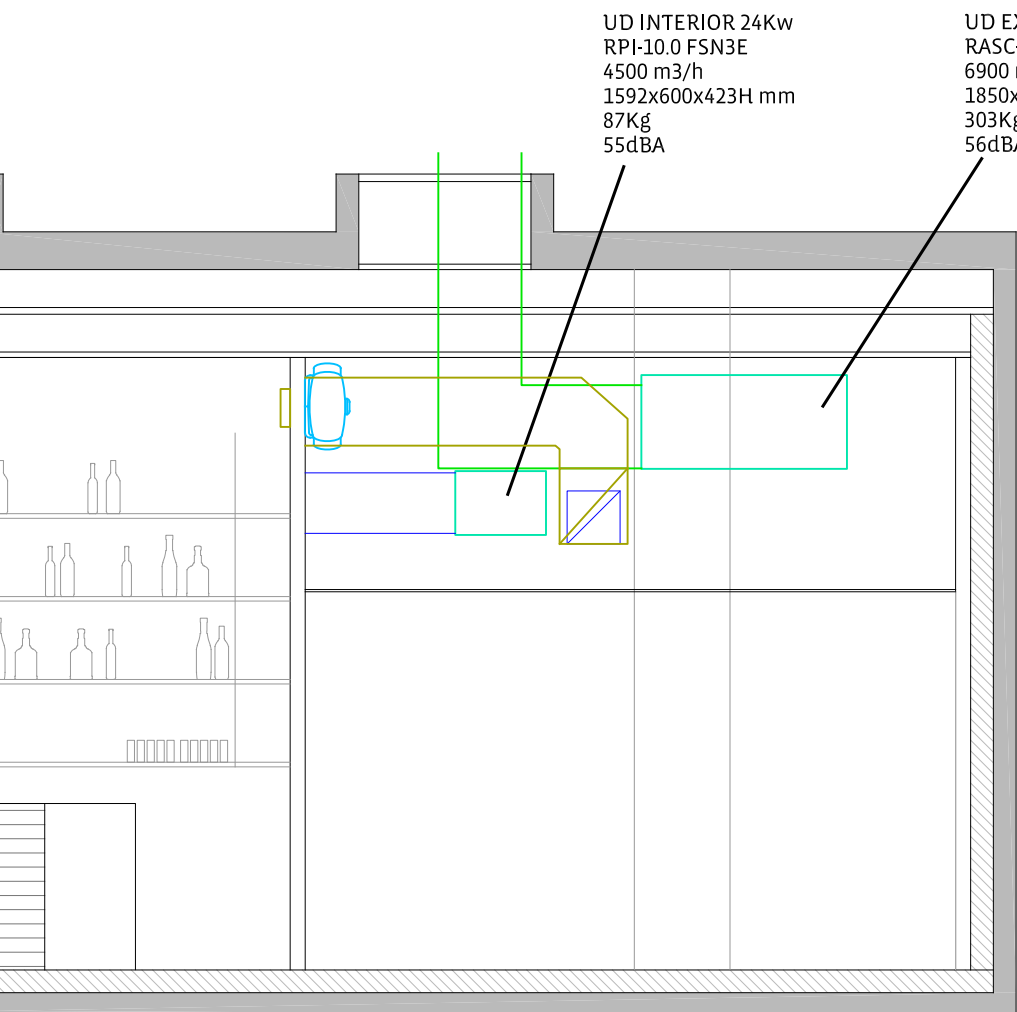 UD INTERIOR 24Kw
RPI-10.0 FSN3E
4500 m3/h
1592x600x423H mm
87Kg
55dBA
UD
RASC-
6900
1850x
303Kg
56dBA